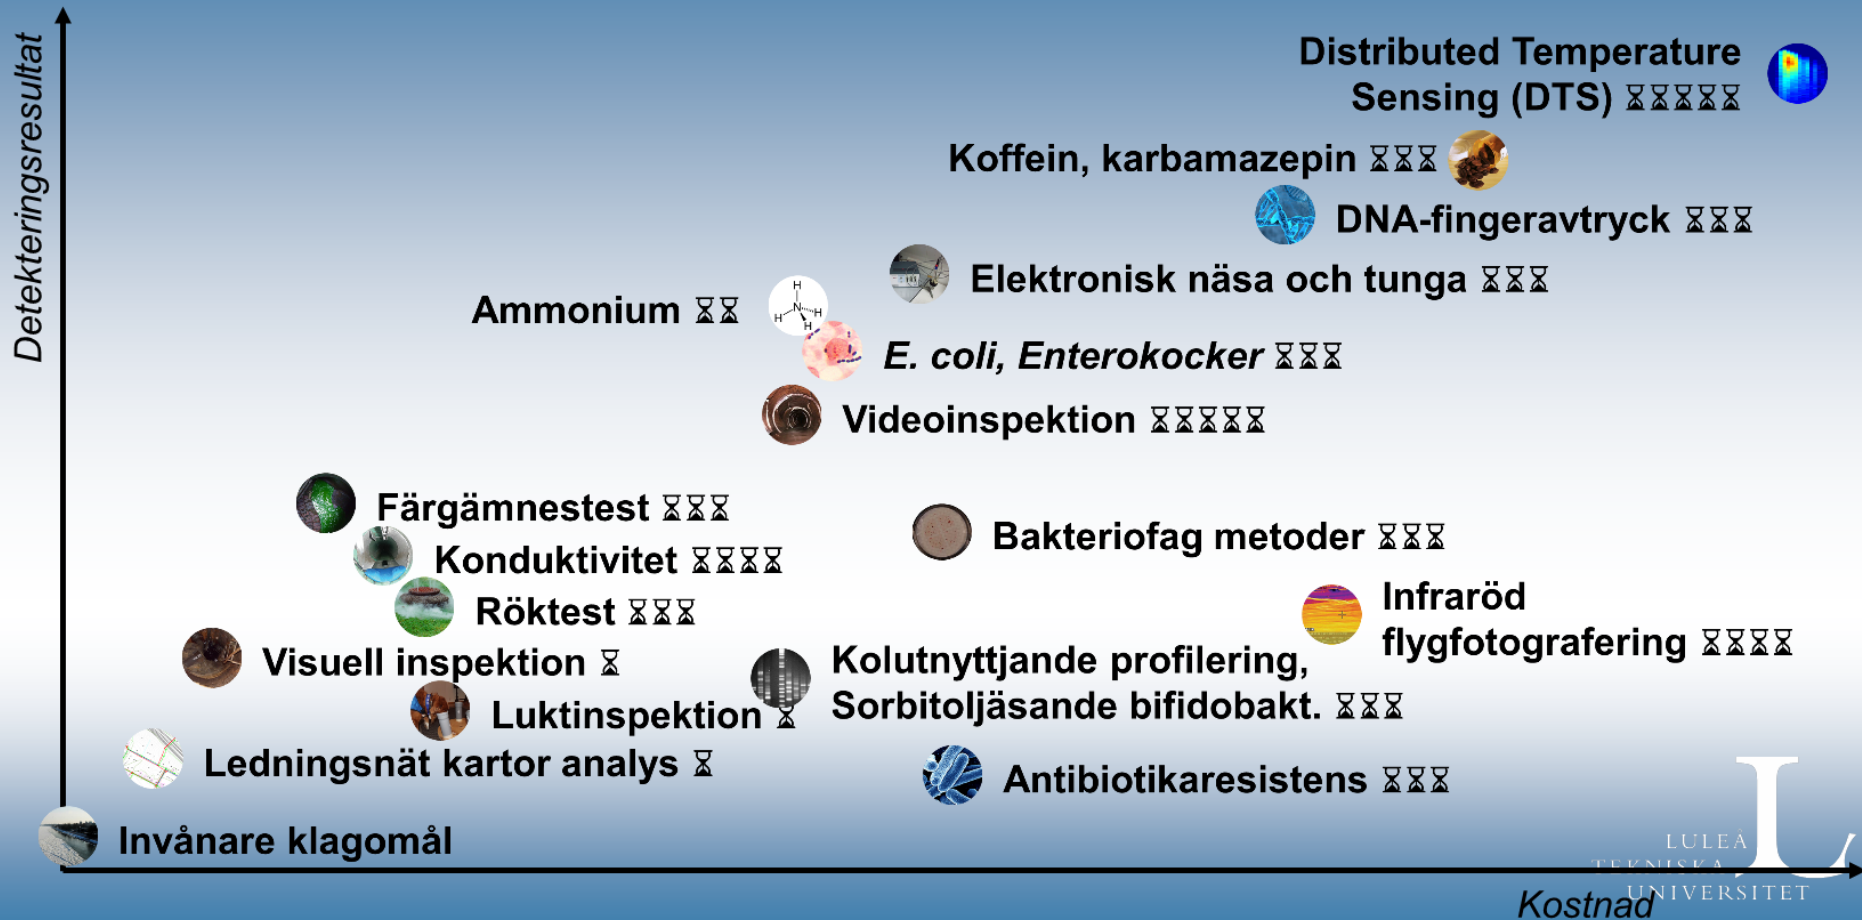 Detekteringsresultat
Distributed Temperature
Sensing (DTS) ⌛⌛⌛⌛⌛
Koffein, karbamazepin ⌛⌛⌛
DNA-fingeravtryck ⌛⌛⌛
Elektronisk näsa och tunga ⌛⌛⌛
Ammonium ⌛⌛
H
N
H
H
H
E. coli, Enterokocker ⌛⌛⌛
Videoinspektion ⌛⌛⌛⌛⌛
Färgämnestest ⌛⌛⌛
Bakteriofag metoder ⌛⌛⌛
Konduktivitet ⌛⌛⌛⌛
Röktest ⌛⌛⌛
Infraröd
flygfotografering ⌛⌛⌛⌛
Visuell inspektion ⌛
Kolutnyttjande profilering,
Sorbitoljäsande bifidobakt. ⌛⌛⌛
Luktinspektion ⌛
Ledningsnät kartor analys ⌛
Antibiotikaresistens ⌛⌛⌛
Invånare klagomål
LULEÅ
TEKNISKA
UNIVERSITET
Kostnad